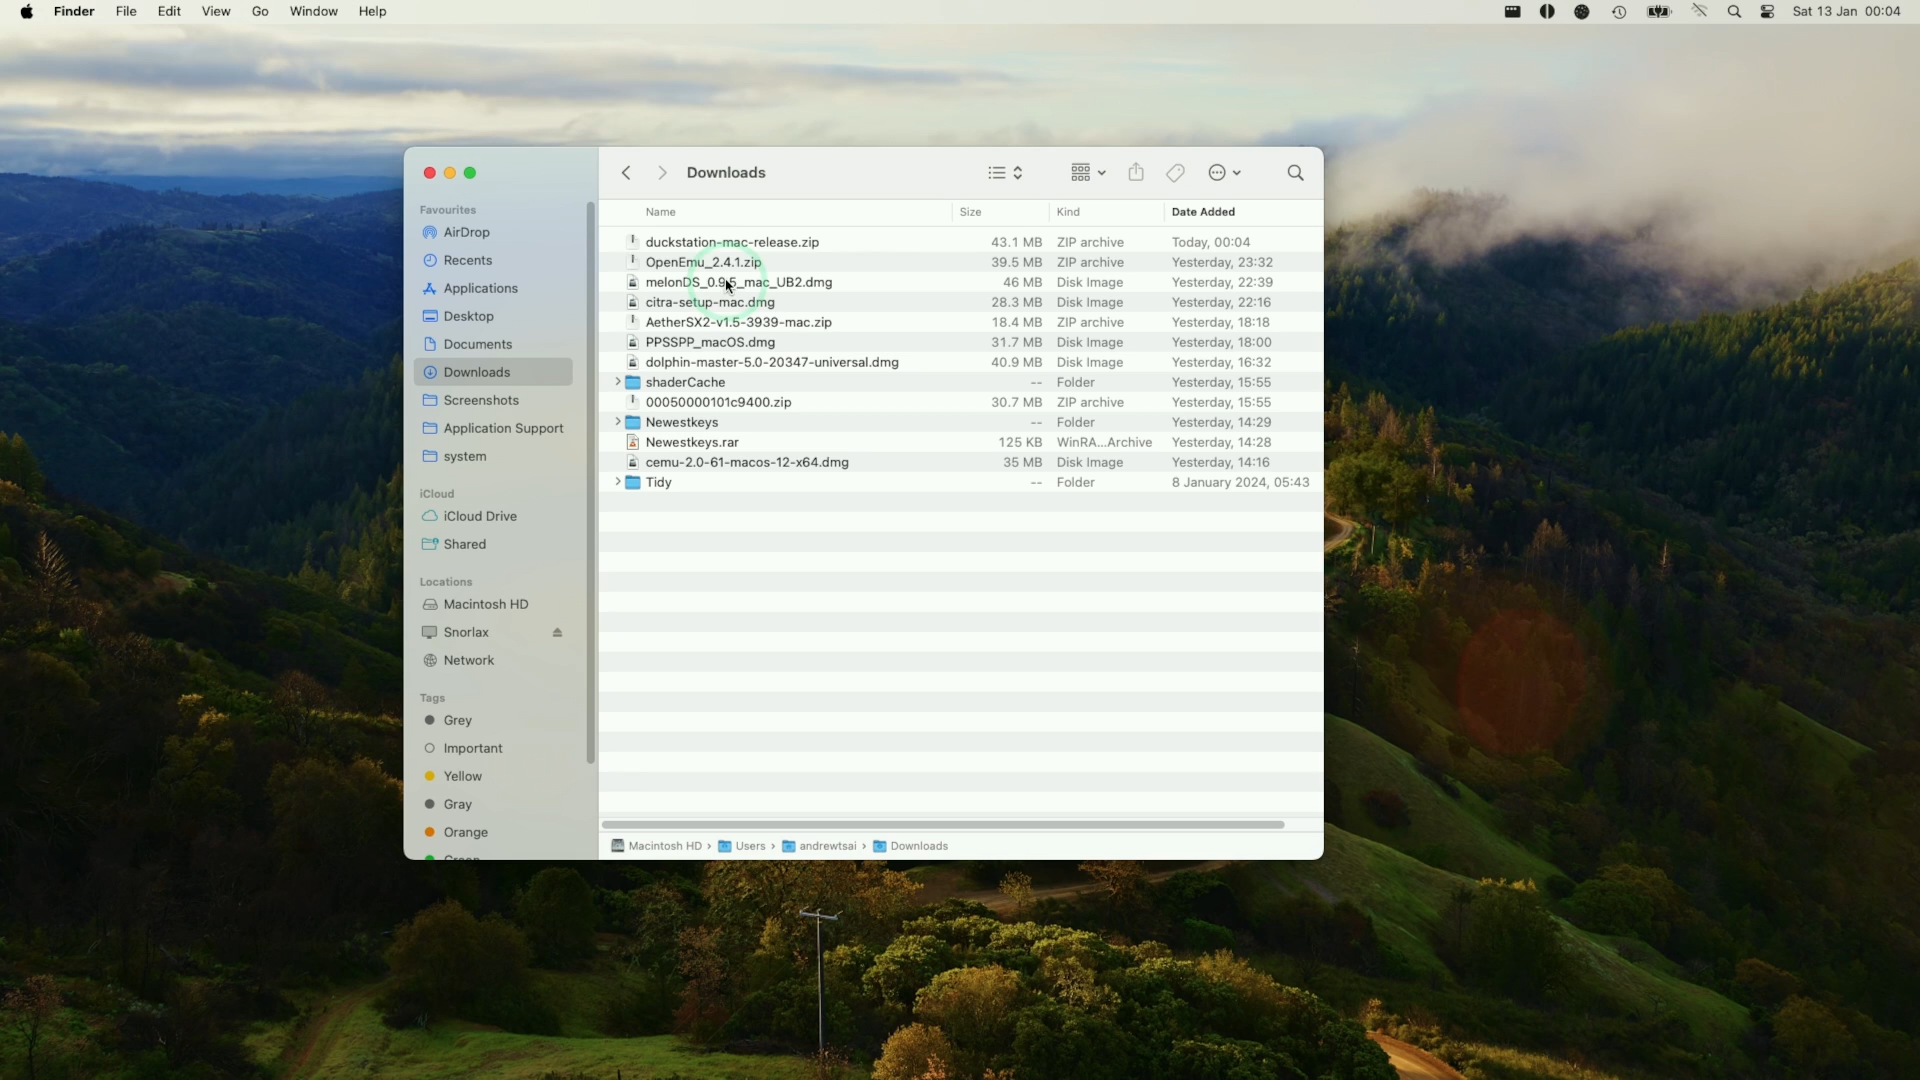 Finder File Edit View Go Window Help Sat 13 Jan 00:04
Downloads
Favourites
AirDrop
Recents
Applications
Desktop
Documents
Downloads
Screenshots
Application Support
system
iCloud
iCloud Drive
Shared
Locations
Macintosh HD
Snorlax
Network
Tags
Grey
Important
Yellow
Gray
Orange
Name Size Kind Date Added
duckstation-mac-release.zip 43.1 MB ZIP archive Today, 00:04
OpenEmu_2.4.1.zip 39.5 MB ZIP archive Yesterday, 23:32
melonDS_0.9.5_mac_UB2.dmg 46 MB Disk Image Yesterday, 22:39
citra-setup-mac.dmg 28.3 MB Disk Image Yesterday, 22:16
AetherSX2-v1.5-3939-mac.zip 18.4 MB ZIP archive Yesterday, 18:18
PPSSPP_macOS.dmg 31.7 MB Disk Image Yesterday, 18:00
dolphin-master-5.0-20347-universal.dmg 40.9 MB Disk Image Yesterday, 16:32
shaderCache -- Folder Yesterday, 15:55
00050000101c9400.zip 30.7 MB ZIP archive Yesterday, 15:55
Newestkeys -- Folder Yesterday, 14:29
Newestkeys.rar 125 KB WinRA...Archive Yesterday, 14:28
cemu-2.0-61-macos-12-x64.dmg 35 MB Disk Image Yesterday, 14:16
Tidy -- Folder 8 January 2024, 05:43
Macintosh HD › Users › andrewtsai › Downloads